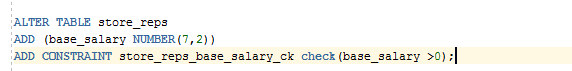 ALTER TABLE store_reps
ADD (base_salary NUMBER(7,2))
ADD CONSTRAINT store_reps_base_salary_ck check(base_salary >0);